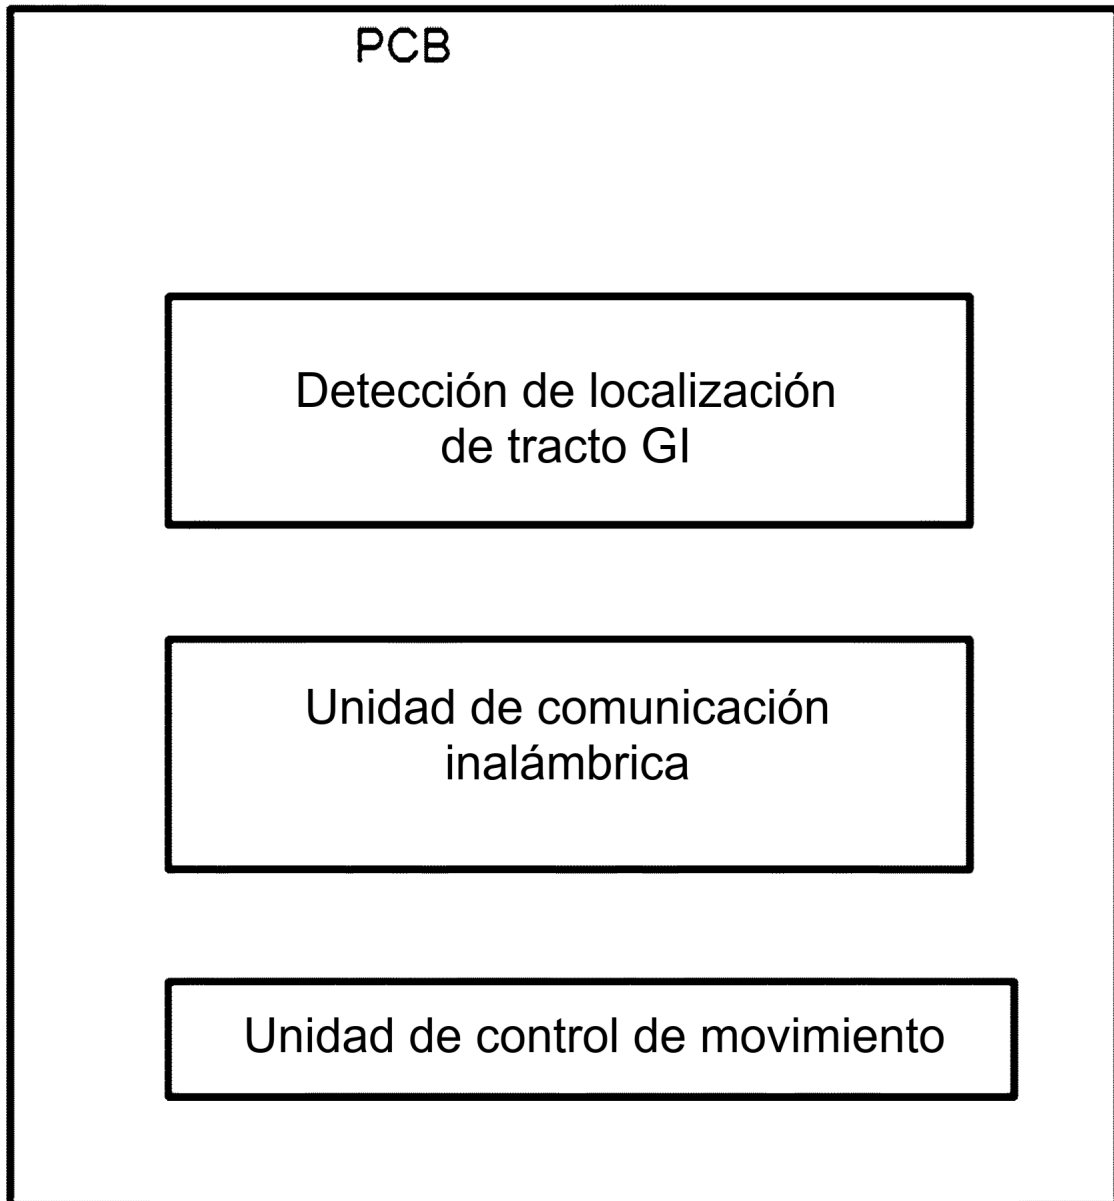 PCB
Detección de localización
de tracto GI
Unidad de comunicación
inalámbrica
Unidad de control de movimiento